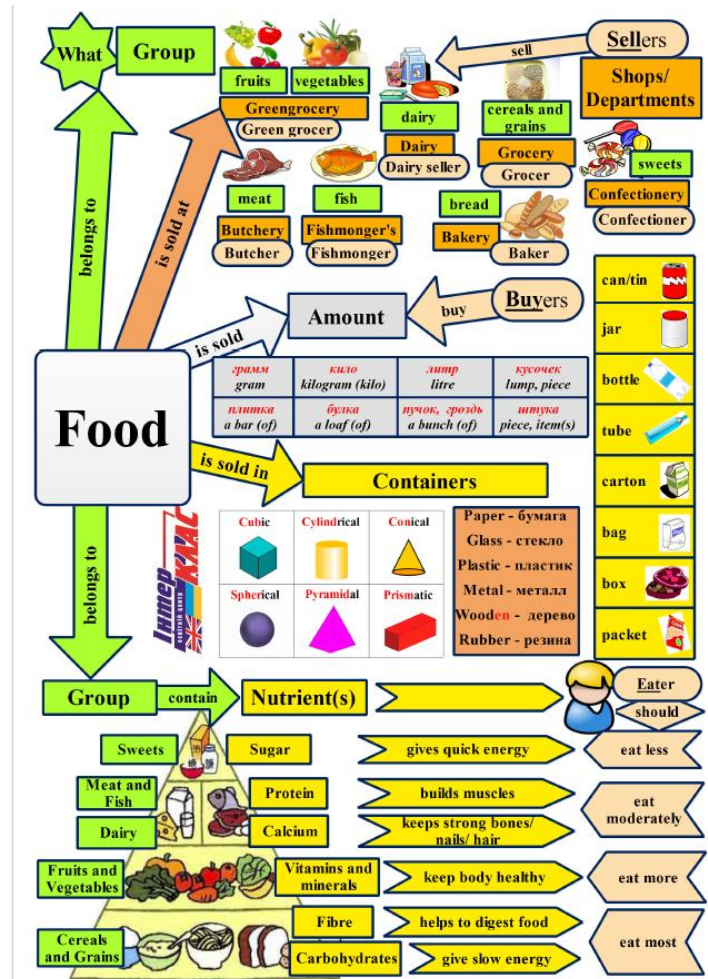 What
Group
fruits
vegetables
Greengrocery
Green grocer
sell
Sellers
Shops/
Departments
dairy
Dairy
Dairy seller
cereals and
grains
Grocery
Grocer
sweets
Confectionery
Confectioner
meat
Butchery
Butcher
fish
Fishmonger's
Fishmonger
bread
Bakery
Baker
belongs to
is sold at
is sold
Amount
buy
Buyers
грамм
gram
кило
kilogram (kilo)
литр
litre
кусочек
lump, piece
плитка
a bar (of)
булка
a loaf (of)
пучок, гроздь
a bunch (of)
штука
piece, item(s)
Food
is sold in
Containers
can/tin
jar
bottle
tube
carton
bag
box
packet
belongs to
Інтер
КЛАС
освітній центр
Cubic
Cylindrical
Conical
Spherical
Pyramidal
Prismatic
Paper - бумага
Glass - стекло
Plastic - пластик
Metal - металл
Wooden - дерево
Rubber - резина
Group
contain
Nutrient(s)
Eater
should
Sweets
Sugar
gives quick energy
eat less
Meat and
Fish
Protein
builds muscles
eat
moderately
Dairy
Calcium
keeps strong bones/
nails/ hair
Fruits and
Vegetables
Vitamins and
minerals
keep body healthy
eat more
Cereals
and Grains
Fibre
helps to digest food
eat most
Carbohydrates
give slow energy